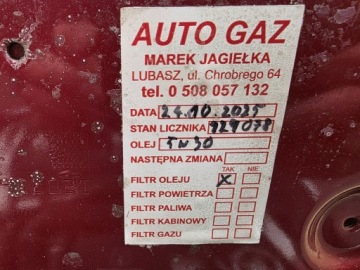 AUTO GAZ
MAREK JAGIEŁKA
LUBASZ, ul. Chrobrego 64
tel. 0 508 057 132
DATA 24.10.2025
STAN LICZNIKA 329078
OLEJ 5W30
NASTĘPNA ZMIANA
TAK NIE
FILTR OLEJU X
FILTR POWIETRZA
FILTR PALIWA
FILTR KABINOWY
FILTR GAZU